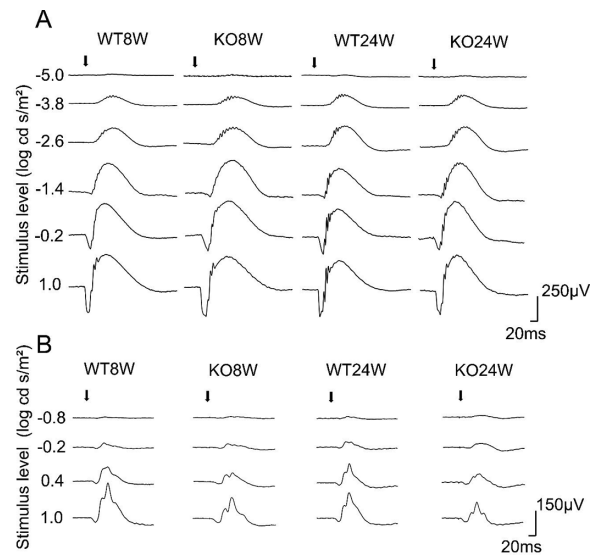 A
WT8W KO8W WT24W KO24W
Stimulus level (log cd s/m²)
-5.0
-3.8
-2.6
-1.4
-0.2
1.0
250µV
20ms
B
WT8W KO8W WT24W KO24W
Stimulus level (log cd s/m²)
-0.8
-0.2
0.4
1.0
150µV
20ms